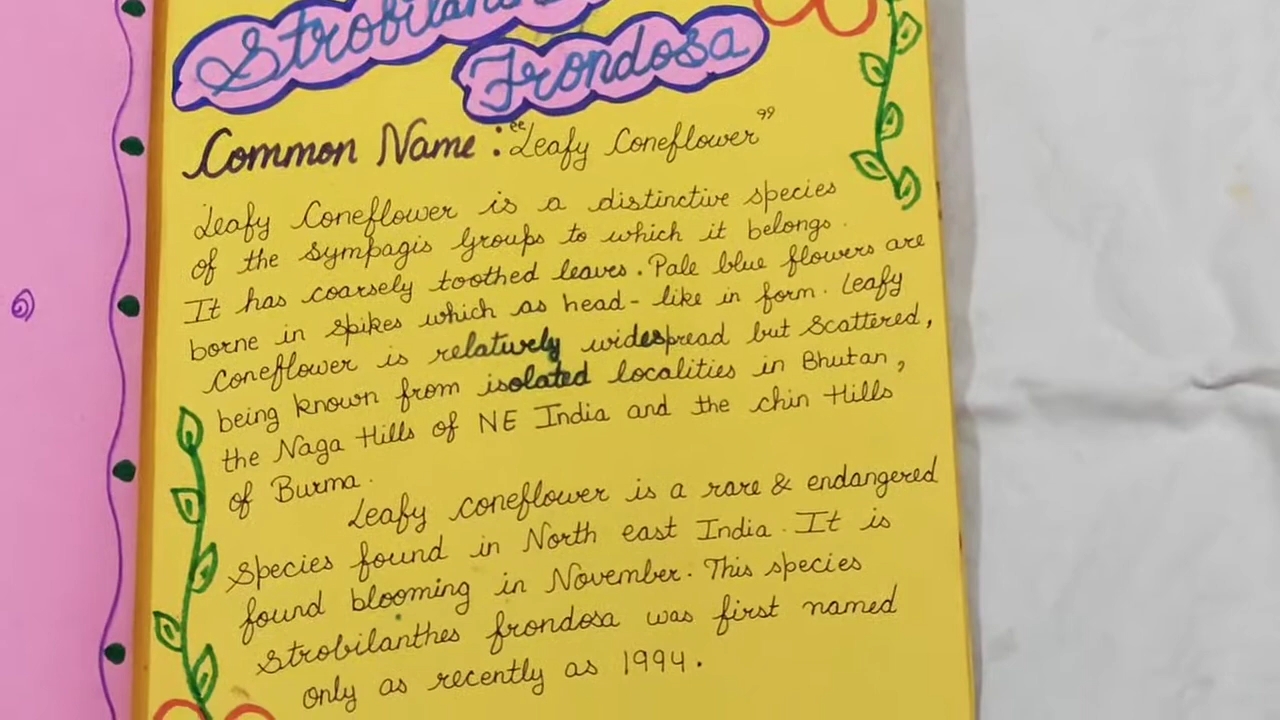 Frondosa
Common Name : "Leafy Coneflower"
Leafy Coneflower is a distinctive species
of the Sympagis Groups to which it belongs.
It has coarsely toothed leaves. Pale blue flowers are
borne in spikes which as head-like in form. Leafy
Coneflower is relatively widespread but Scattered,
being known from isolated localities in Bhutan,
the Naga Hills of NE India and the chin Hills
of Burma.
Leafy coneflower is a rare & endangered
Species found in North east India. It is
found blooming in November. This species
Strobilanthes frondosa was first named
only as recently as 1994.